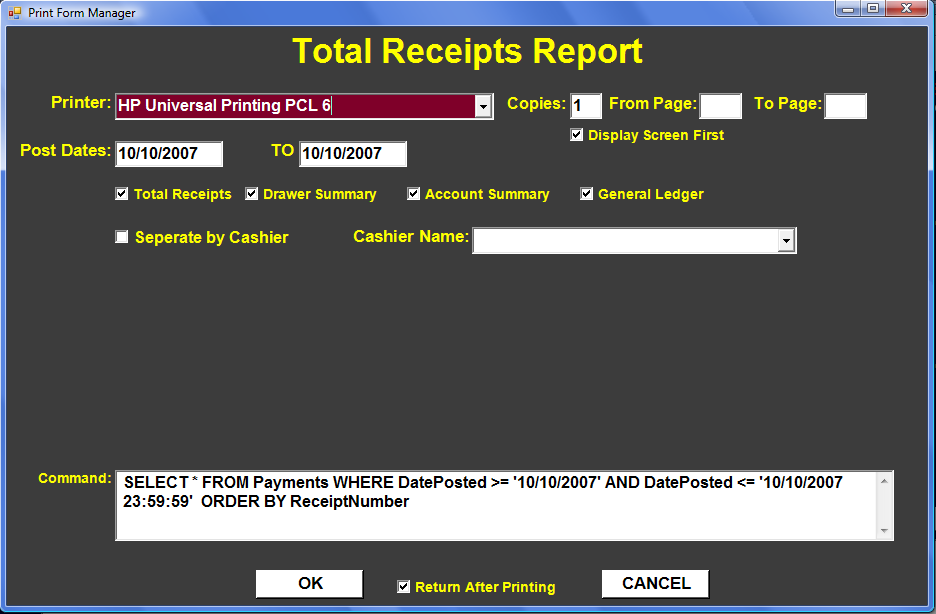 Print Form Manager
Total Receipts Report
Printer: HP Universal Printing PCL 6 Copies: 1 From Page: To Page:
Display Screen First
Post Dates: 10/10/2007 TO 10/10/2007
Total Receipts Drawer Summary Account Summary General Ledger
Seperate by Cashier Cashier Name:
Command: SELECT * FROM Payments WHERE DatePosted >= '10/10/2007' AND DatePosted <= '10/10/2007
23:59:59'  ORDER BY ReceiptNumber
OK Return After Printing CANCEL